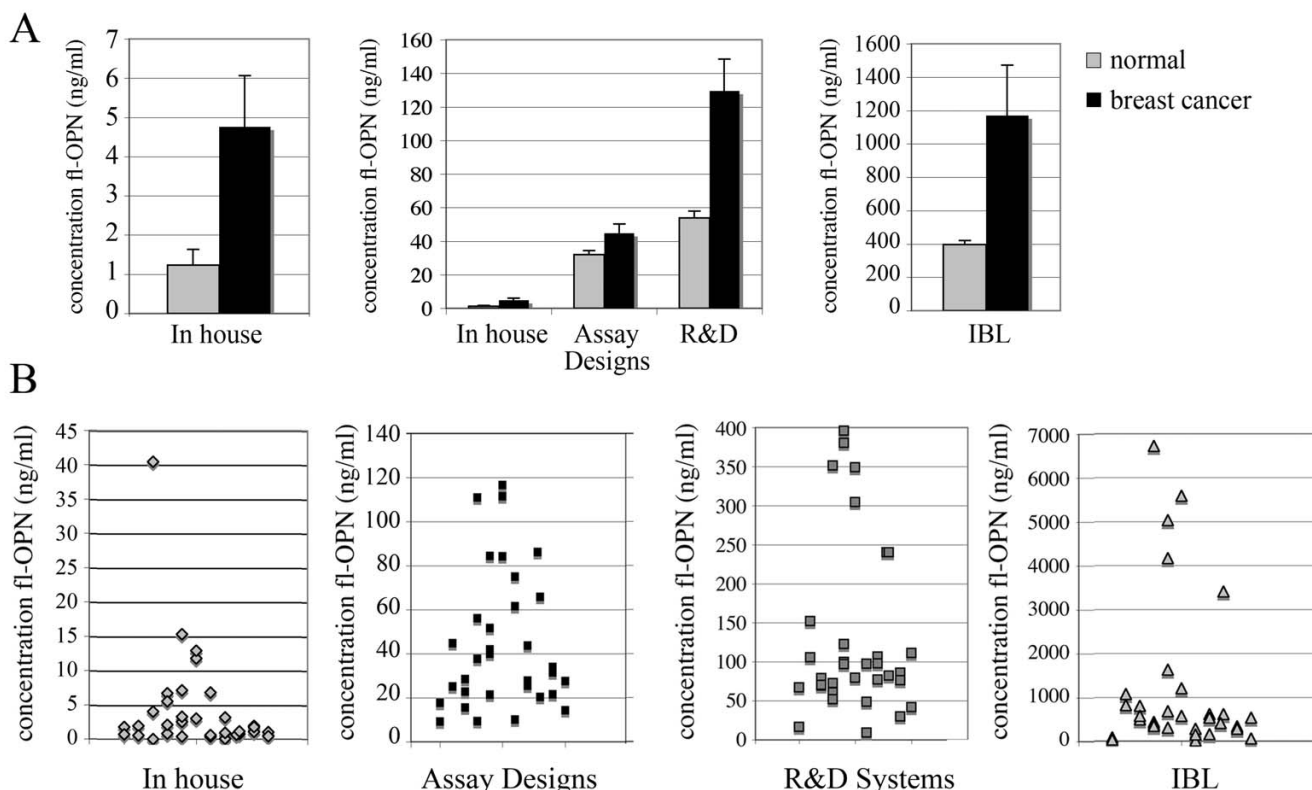 A
concentration fl-OPN (ng/ml)
7
6
5
4
3
2
1
0
In house
concentration fl-OPN (ng/ml)
160
140
120
100
80
60
40
20
0
In house
Assay
Designs
R&D
concentration fl-OPN (ng/ml)
1600
1400
1200
1000
800
600
400
200
0
IBL
normal
breast cancer
B
concentration fl-OPN (ng/ml)
45
40
35
30
25
20
15
10
5
0
In house
concentration fl-OPN (ng/ml)
140
120
100
80
60
40
20
0
Assay Designs
concentration fl-OPN (ng/ml)
400
350
300
250
200
150
100
50
0
R&D Systems
concentration fl-OPN (ng/ml)
7000
6000
5000
4000
3000
2000
1000
0
IBL